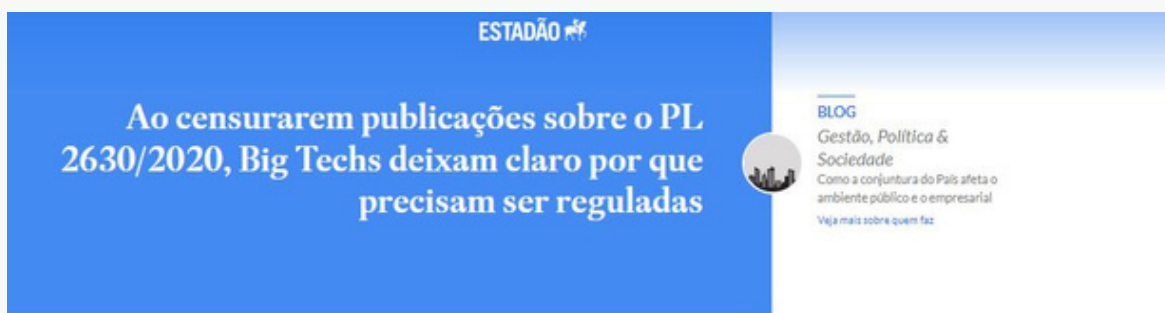 ESTADÃO
Ao censurarem publicações sobre o PL
2630/2020, Big Techs deixam claro por que
precisam ser reguladas
BLOG
Gestão, Política &
Sociedade
Como a conjuntura do País afeta o
ambiente público e o empresarial
Veja mais sobre quem faz